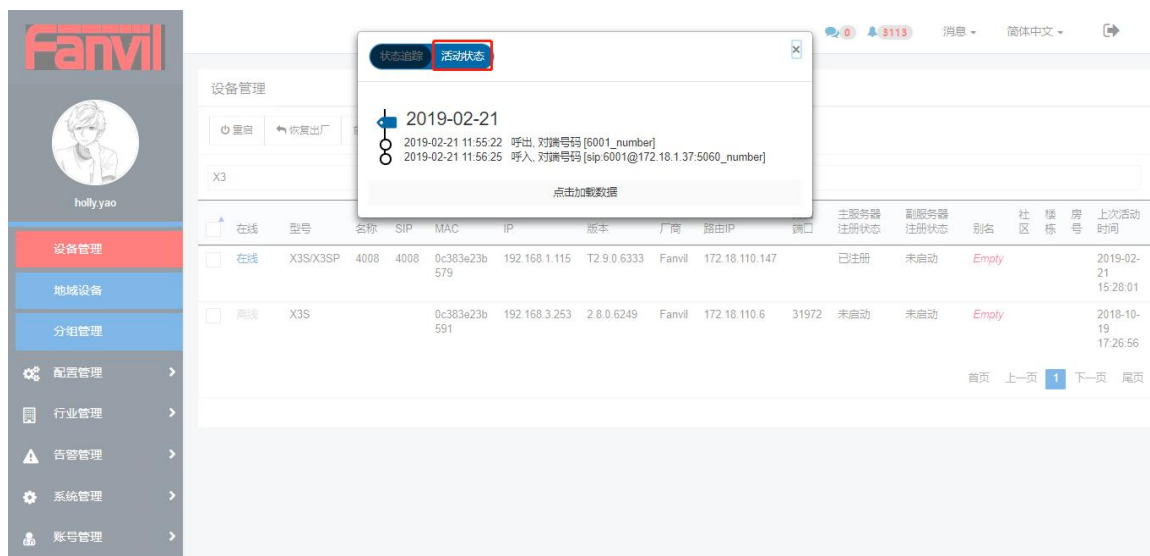 Fanvil
0 3113 消息 简体中文
状态追踪 活动状态 ×
设备管理
2019-02-21
重启 恢复出厂
2019-02-21 11:55:22 呼出, 对端号码 [6001_number]
2019-02-21 11:56:25 呼入, 对端号码 [sip:6001@172.18.1.37:5060_number]
X3
点击加载数据
holly.yao
在线 型号 名称 SIP MAC IP 版本 厂商 路由IP 端口 主服务器注册状态 副服务器注册状态 别名 社区 楼栋 房号 上次活动时间
在线 X3S/X3SP 4008 4008 0c383e23b579 192.168.1.115 T2.9.0.6333 Fanvil 172.18.110.147 已注册 未启动 Empty 2019-02-21 15:28:01
离线 X3S 0c383e23b591 192.168.3.253 2.8.0.6249 Fanvil 172.18.110.6 31972 未启动 未启动 Empty 2018-10-19 17:26:56
首页 上一页 1 下一页 尾页
设备管理
地域设备
分组管理
配置管理
行业管理
告警管理
系统管理
账号管理